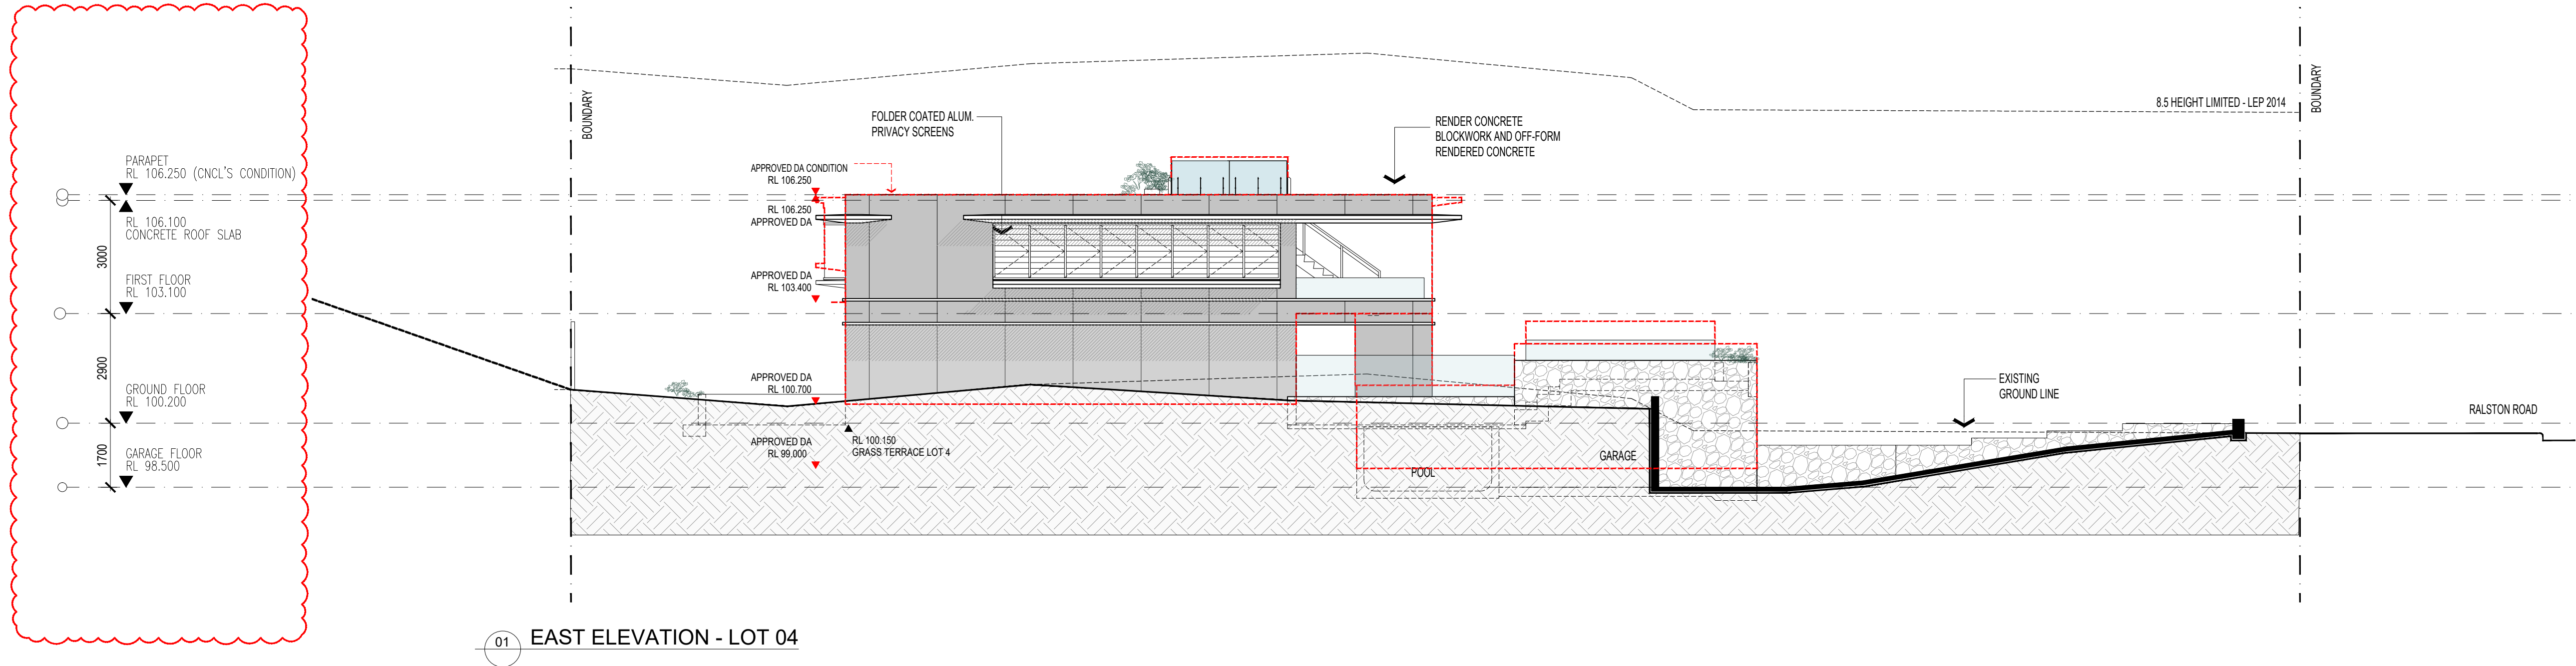 PARAPET
RL 106.250 (CNCL'S CONDITION)
RL 106.100
CONCRETE ROOF SLAB
3000
FIRST FLOOR
RL 103.100
2900
GROUND FLOOR
RL 100.200
1700
GARAGE FLOOR
RL 98.500
BOUNDARY
FOLDER COATED ALUM.
PRIVACY SCREENS
RENDER CONCRETE
BLOCKWORK AND OFF-FORM
RENDERED CONCRETE
8.5 HEIGHT LIMITED - LEP 2014
BOUNDARY
APPROVED DA CONDITION
RL 106.250
RL 106.250
APPROVED DA
APPROVED DA
RL 103.400
APPROVED DA
RL 100.700
APPROVED DA
RL 99.000
RL 100.150
GRASS TERRACE LOT 4
POOL
GARAGE
EXISTING
GROUND LINE
RALSTON ROAD
01 EAST ELEVATION - LOT 04